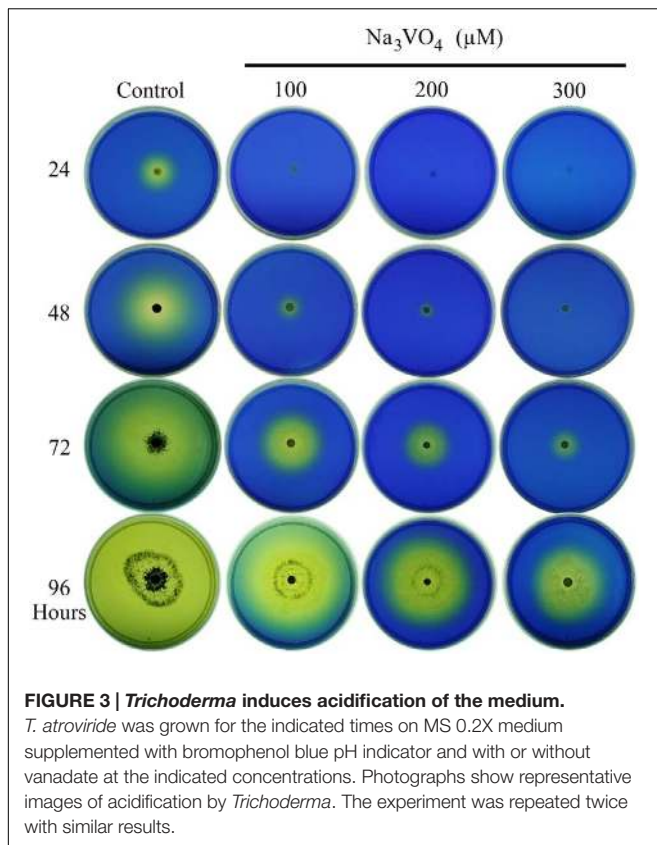 Na₃VO₄ (µM)
Control 100 200 300
24
48
72
96
Hours
FIGURE 3 | Trichoderma induces acidification of the medium.
T. atroviride was grown for the indicated times on MS 0.2X medium
supplemented with bromophenol blue pH indicator and with or without
vanadate at the indicated concentrations. Photographs show representative
images of acidification by Trichoderma. The experiment was repeated twice
with similar results.